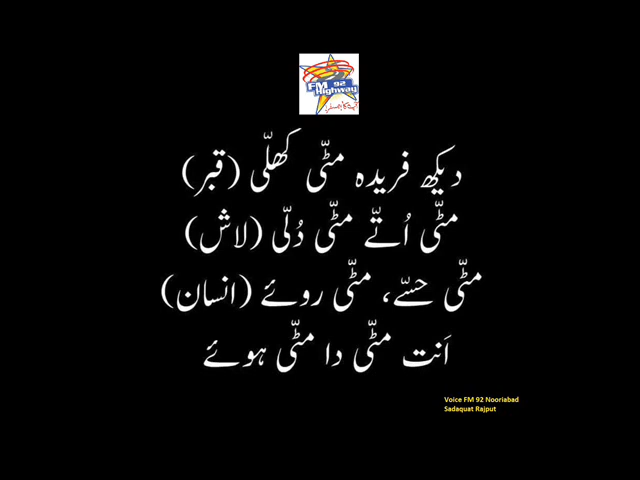 FM 92
Highway
دیکھ فریدہ مٹّی کھلّی (قبر)
مٹّی اُتّے مٹّی دُلّی (لاش)
مٹّی حسّے، مٹّی روئے (انسان)
اَنت مٹّی دا مٹّی ہوئے
Voice FM 92 Nooriabad
Sadaquat Rajput